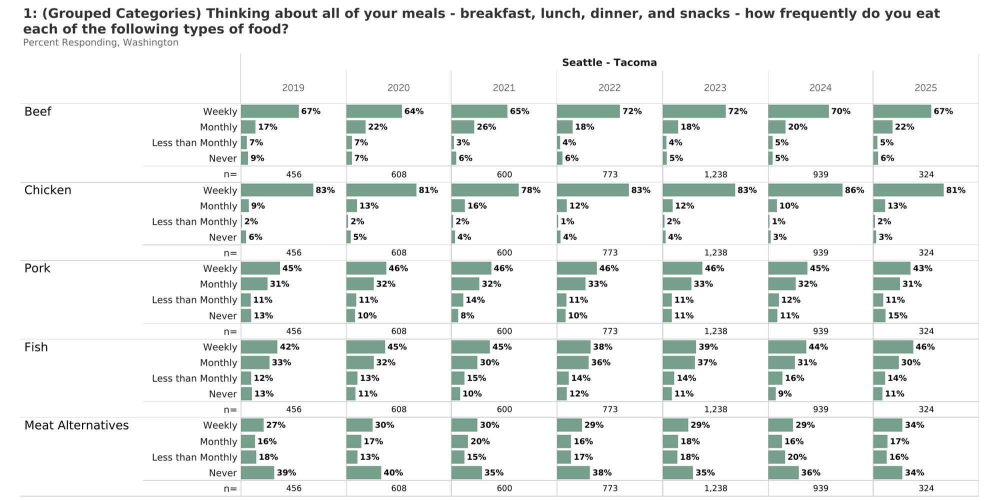 1: (Grouped Categories) Thinking about all of your meals - breakfast, lunch, dinner, and snacks - how frequently do you eat
each of the following types of food?
Percent Responding, Washington
Seattle - Tacoma
2019 2020 2021 2022 2023 2024 2025
Beef Weekly 67% 64% 65% 72% 72% 70% 67%
Monthly 17% 22% 26% 18% 18% 20% 22%
Less than Monthly 7% 7% 3% 4% 4% 5% 5%
Never 9% 7% 6% 6% 5% 5% 6%
n= 456 608 600 773 1,238 939 324
Chicken Weekly 83% 81% 78% 83% 83% 86% 81%
Monthly 9% 13% 16% 12% 12% 10% 13%
Less than Monthly 2% 2% 2% 1% 2% 1% 2%
Never 6% 5% 4% 4% 4% 3% 3%
n= 456 608 600 773 1,238 939 324
Pork Weekly 45% 46% 46% 46% 46% 45% 43%
Monthly 31% 32% 32% 33% 33% 32% 31%
Less than Monthly 11% 11% 14% 11% 11% 12% 11%
Never 13% 10% 8% 10% 11% 11% 15%
n= 456 608 600 773 1,238 939 324
Fish Weekly 42% 45% 45% 38% 39% 44% 46%
Monthly 33% 32% 30% 36% 37% 31% 30%
Less than Monthly 12% 13% 15% 14% 14% 16% 14%
Never 13% 11% 10% 12% 11% 9% 11%
n= 456 608 600 773 1,238 939 324
Meat Alternatives Weekly 27% 30% 30% 29% 29% 29% 34%
Monthly 16% 17% 20% 16% 18% 16% 17%
Less than Monthly 18% 13% 15% 17% 18% 20% 16%
Never 39% 40% 35% 38% 35% 36% 34%
n= 456 608 600 773 1,238 939 324